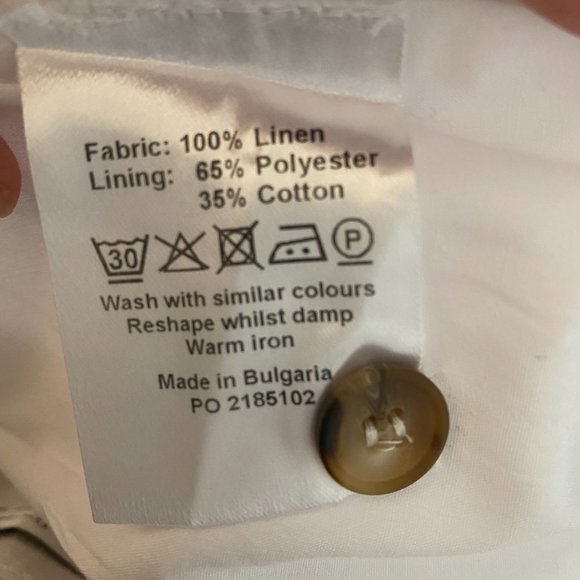 Fabric: 100% Linen
Lining: 65% Polyester
35% Cotton
30 P
Wash with similar colours
Reshape whilst damp
Warm iron
Made in Bulgaria
PO 2185102